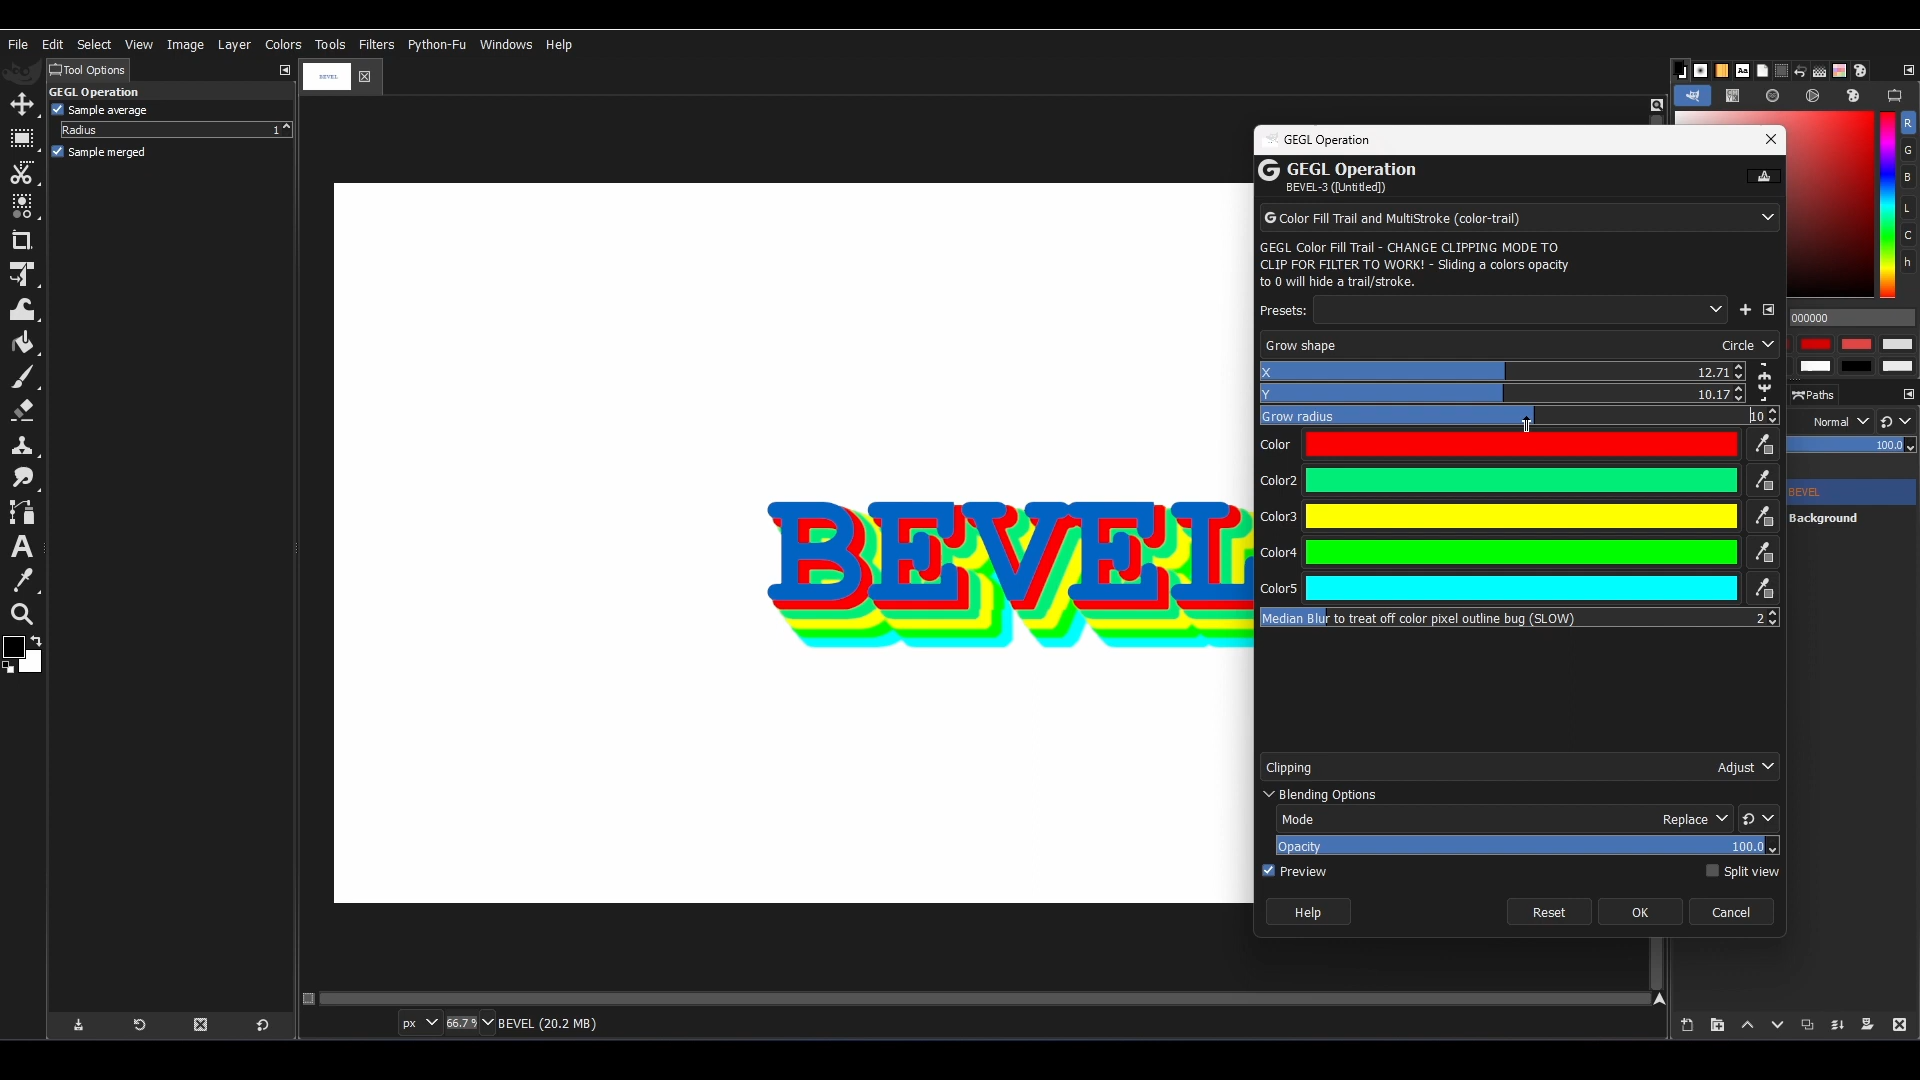 File Edit Select View Image Layer Colors Tools Filters Python-Fu Windows Help
Tool Options
GEGL Operation
Sample average
Radius 1
Sample merged
BEVEL
GEGL Operation
GEGL Operation
BEVEL-3 ([Untitled])
Color Fill Trail and MultiStroke (color-trail)
GEGL Color Fill Trail - CHANGE CLIPPING MODE TO
CLIP FOR FILTER TO WORK! - Sliding a colors opacity
to 0 will hide a trail/stroke.
Presets:
Grow shape Circle
X 12.71
Y 10.17
Grow radius 10
Color
Color2
Color3
Color4
Color5
Median Blur to treat off color pixel outline bug (SLOW) 2
Clipping Adjust
Blending Options
Mode Replace
Opacity 100.0
Preview Split view
Help Reset OK Cancel
BEVEL
R
G
B
L
C
h
000000
Paths
Normal
100.0
BEVEL
Background
px 66.7 % BEVEL (20.2 MB)